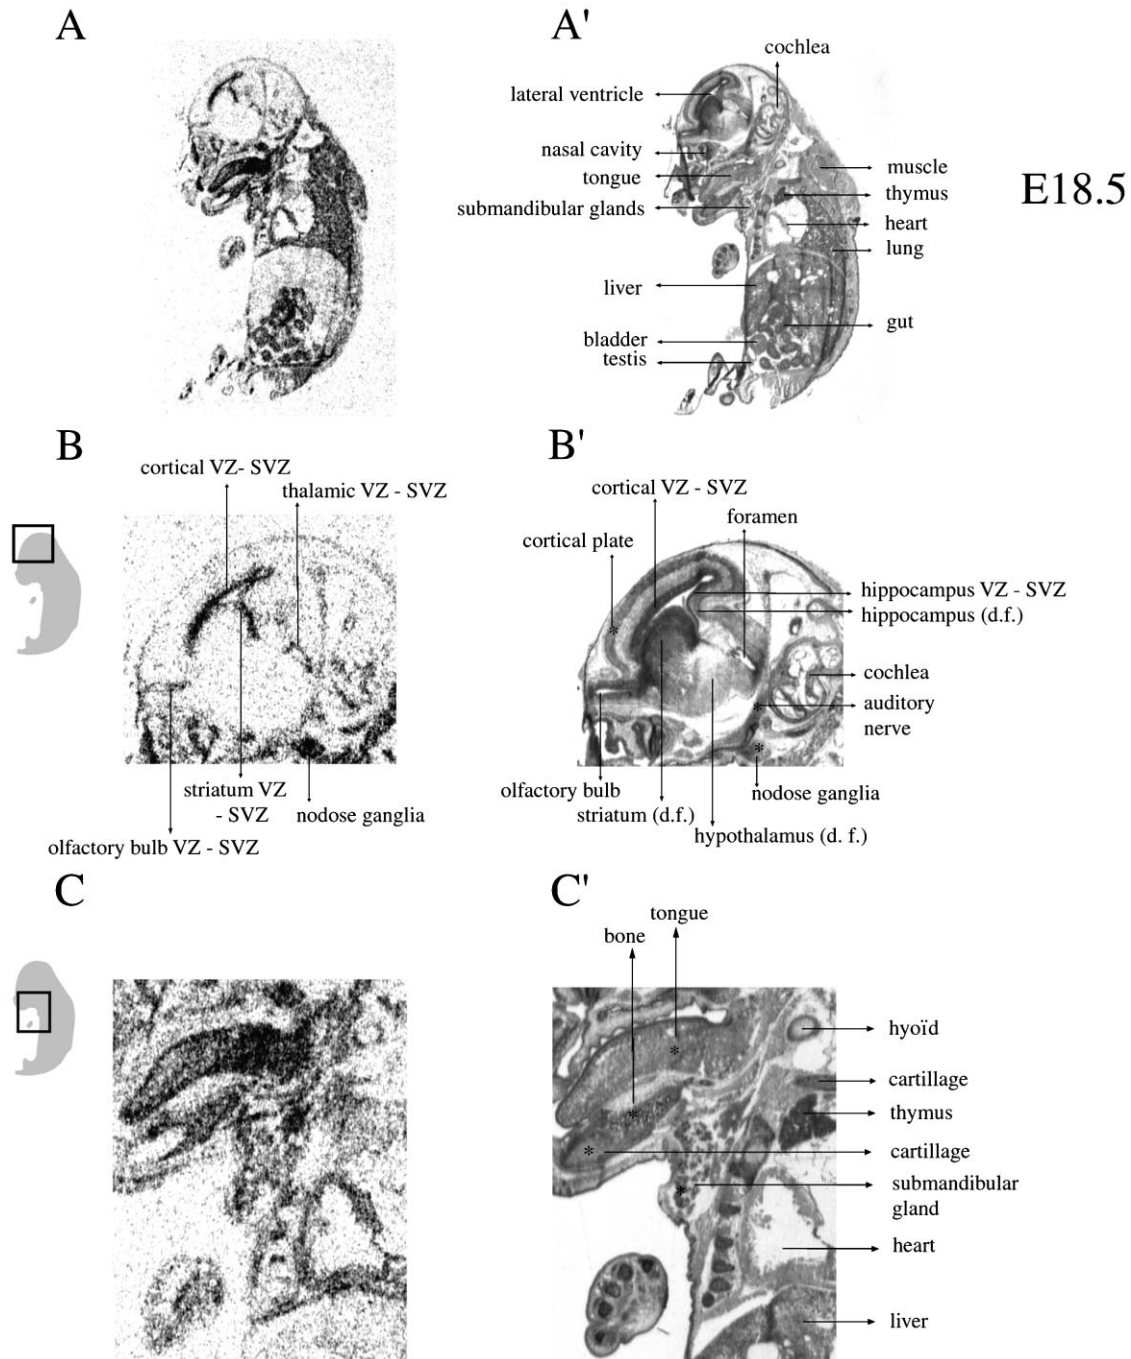 A
A'
cochlea
lateral ventricle
nasal cavity
tongue
submandibular glands
muscle
thymus
heart
lung
liver
gut
bladder
testis
E18.5
B
cortical VZ- SVZ
thalamic VZ - SVZ
striatum VZ
- SVZ
nodose ganglia
olfactory bulb VZ - SVZ
B'
cortical VZ - SVZ
foramen
cortical plate
hippocampus VZ - SVZ
hippocampus (d.f.)
cochlea
auditory
nerve
olfactory bulb
striatum (d.f.)
nodose ganglia
hypothalamus (d. f.)
C
C'
tongue
bone
hyoïd
cartillage
thymus
cartillage
submandibular
gland
heart
liver